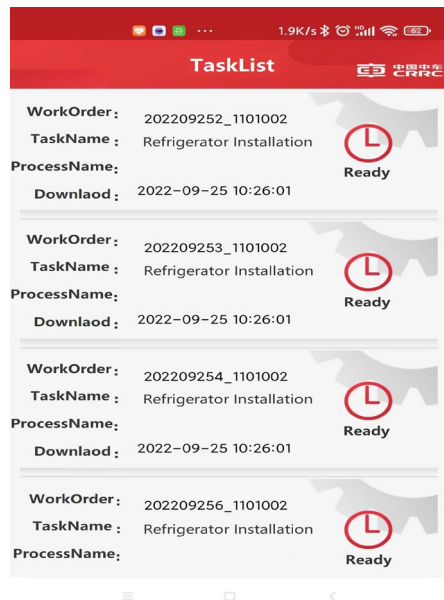 1.9K/s HD 62
TaskList
中国中车
CRRC
WorkOrder: 202209252_1101002
TaskName: Refrigerator Installation
ProcessName:
Ready
Downlaod: 2022-09-25 10:26:01
WorkOrder: 202209253_1101002
TaskName: Refrigerator Installation
ProcessName:
Ready
Downlaod: 2022-09-25 10:26:01
WorkOrder: 202209254_1101002
TaskName: Refrigerator Installation
ProcessName:
Ready
Downlaod: 2022-09-25 10:26:01
WorkOrder: 202209256_1101002
TaskName: Refrigerator Installation
ProcessName:
Ready